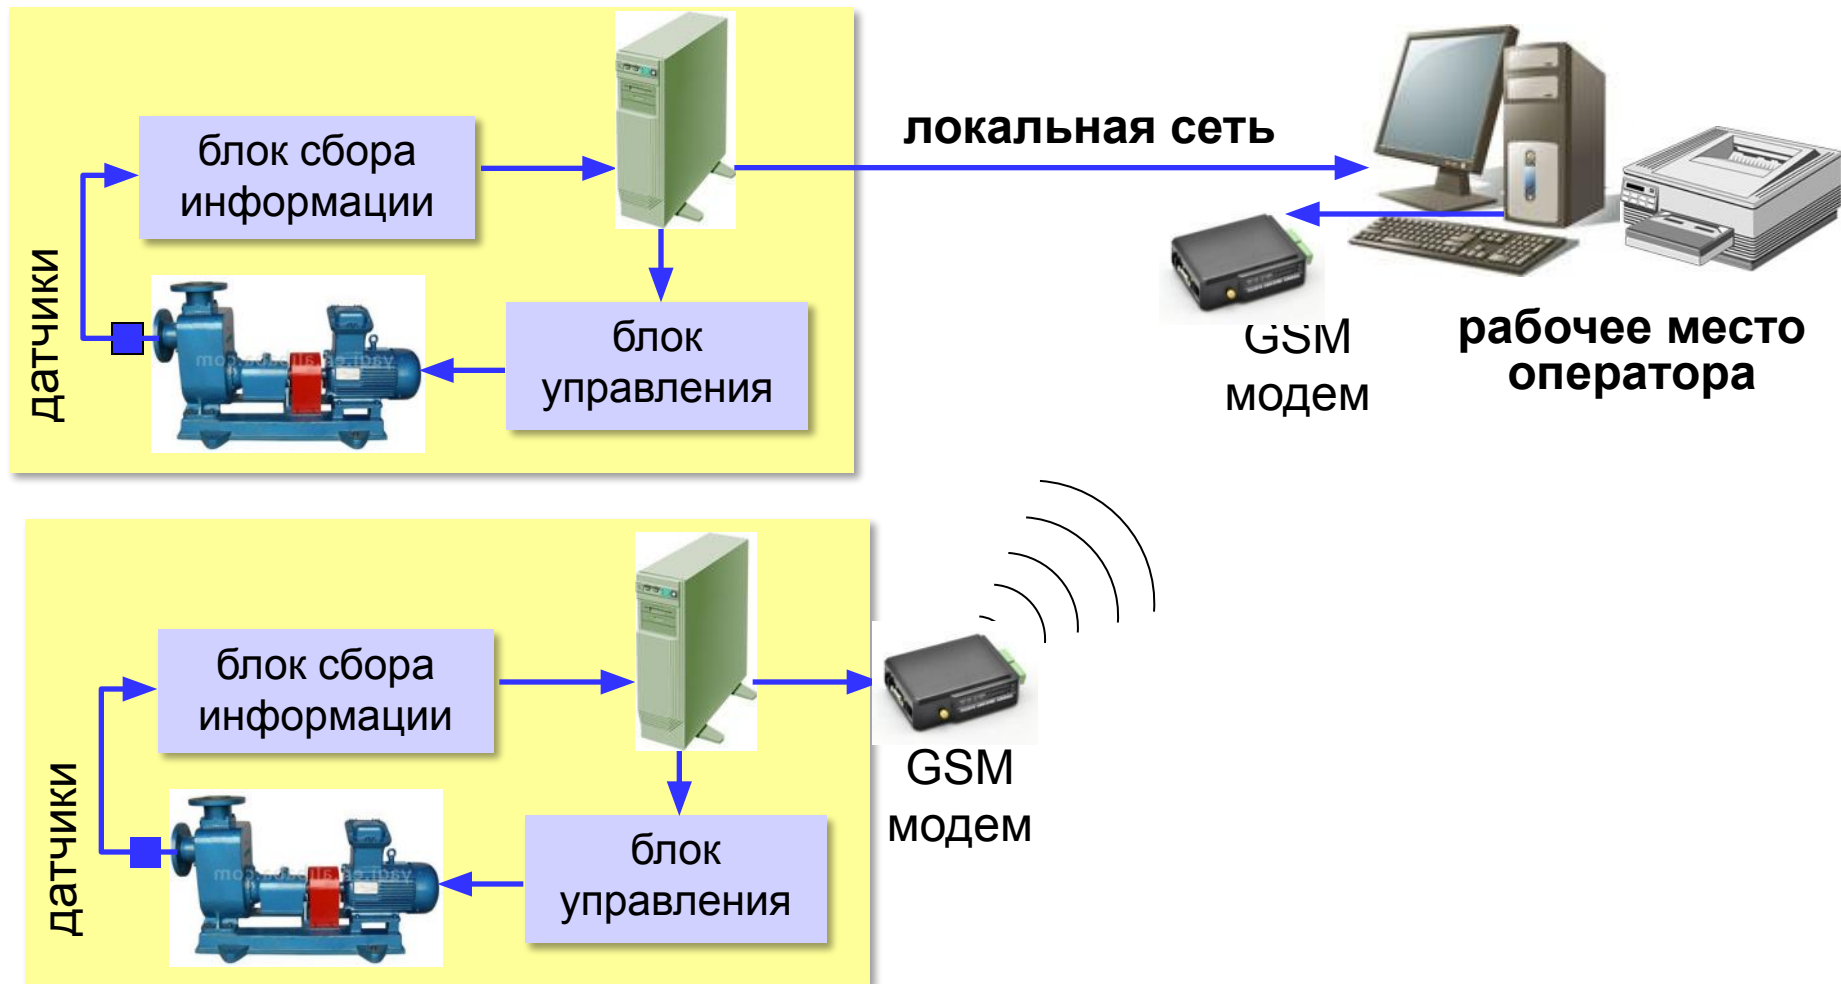 блок сбора
информации
датчики
блок
управления
локальная сеть
GSM
модем
рабочее место
оператора
блок сбора
информации
датчики
блок
управления
GSM
модем